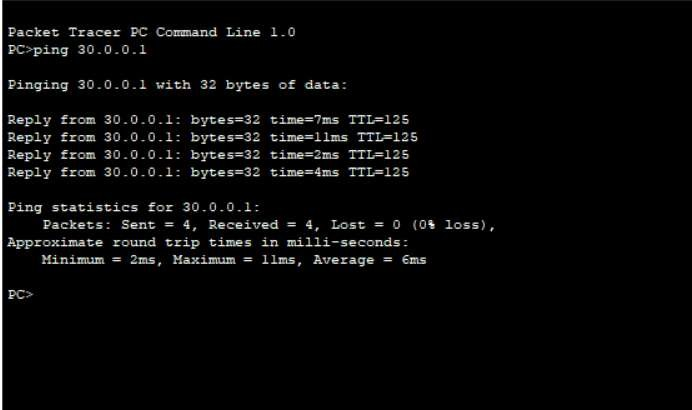 Packet Tracer PC Command Line 1.0
PC>ping 30.0.0.1
Pinging 30.0.0.1 with 32 bytes of data:
Reply from 30.0.0.1: bytes=32 time=7ms TTL=125
Reply from 30.0.0.1: bytes=32 time=11ms TTL=125
Reply from 30.0.0.1: bytes=32 time=2ms TTL=125
Reply from 30.0.0.1: bytes=32 time=4ms TTL=125
Ping statistics for 30.0.0.1:
Packets: Sent = 4, Received = 4, Lost = 0 (0% loss),
Approximate round trip times in milli-seconds:
Minimum = 2ms, Maximum = 11ms, Average = 6ms
PC>